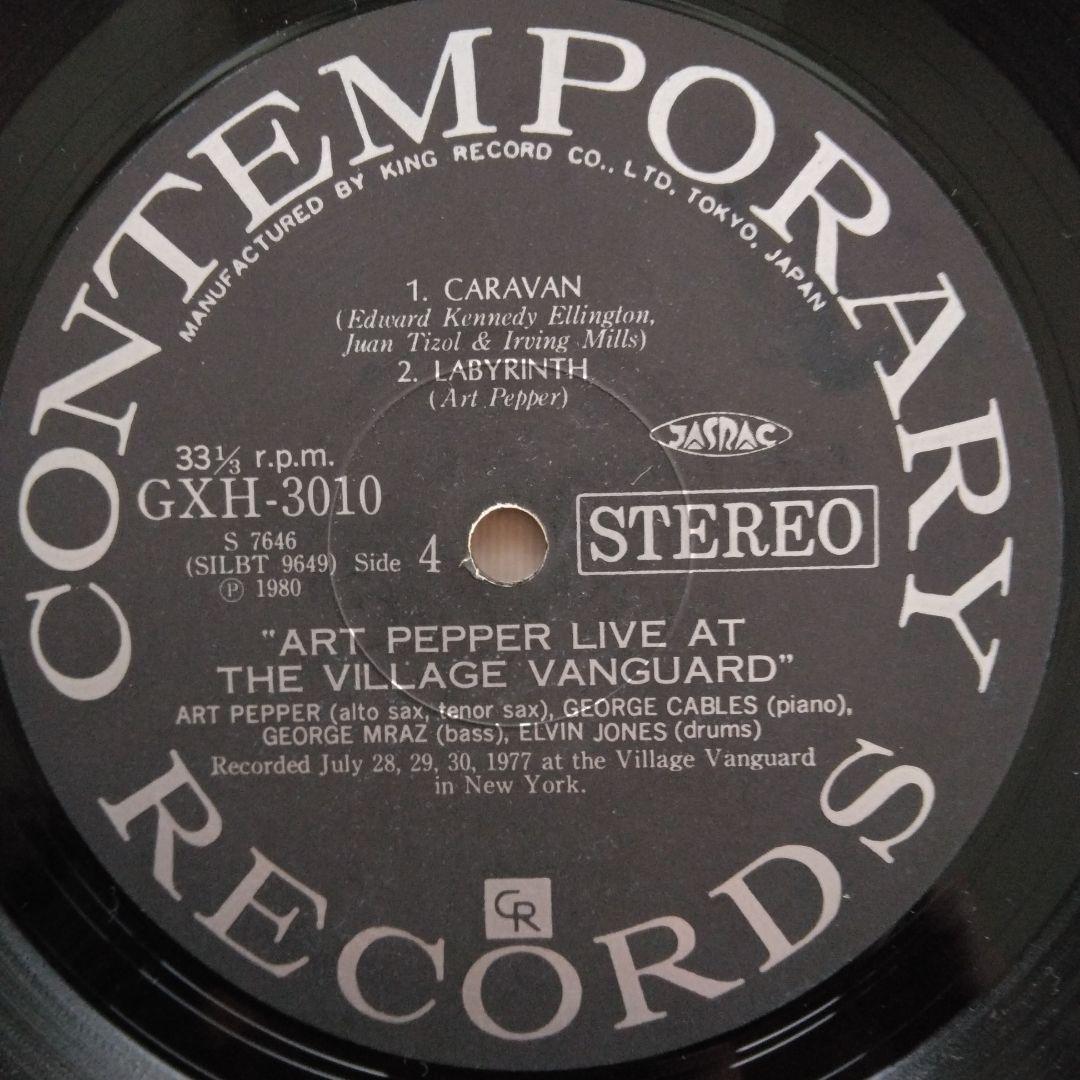 CONTEMPORARY
MANUFACTURED BY KING RECORD CO., LTD. TOKYO, JAPAN
1. CARAVAN
(Edward Kennedy Ellington,
Juan Tizol & Irving Mills)
2. LABYRINTH
(Art Pepper)
JASRAC
33⅓ r.p.m.
GXH-3010
STEREO
S 7646
(SILBT 9649) Side 4
Ⓟ 1980
"ART PEPPER LIVE AT
THE VILLAGE VANGUARD"
ART PEPPER (alto sax, tenor sax), GEORGE CABLES (piano),
GEORGE MRAZ (bass), ELVIN JONES (drums)
Recorded July 28, 29, 30, 1977 at the Village Vanguard
in New York.
CR
RECORDS